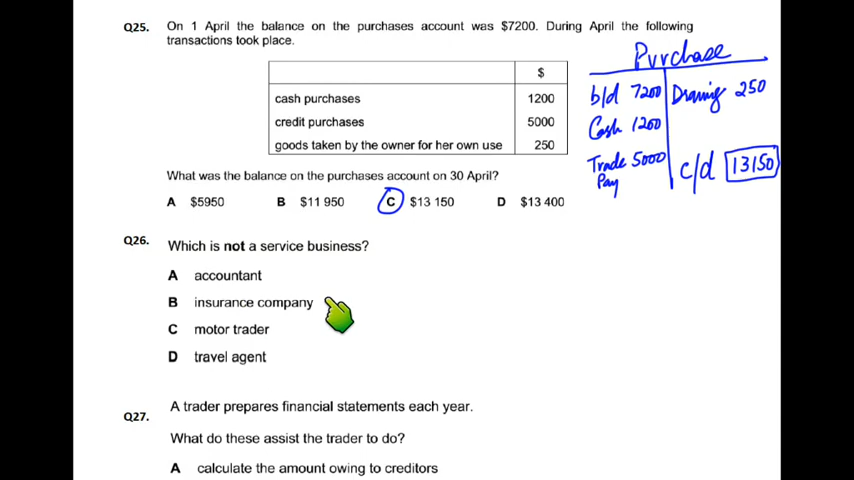 Q25. On 1 April the balance on the purchases account was $7200. During April the following
transactions took place.
$
cash purchases 1200
credit purchases 5000
goods taken by the owner for her own use 250
What was the balance on the purchases account on 30 April?
A $5950 B $11 950 C $13 150 D $13 400
Purchase
b/d 7200 Drawing 250
Cash 1200
Trade 5000 c/d 13150
Pay
Q26. Which is not a service business?
A accountant
B insurance company
C motor trader
D travel agent
Q27. A trader prepares financial statements each year.
What do these assist the trader to do?
A calculate the amount owing to creditors